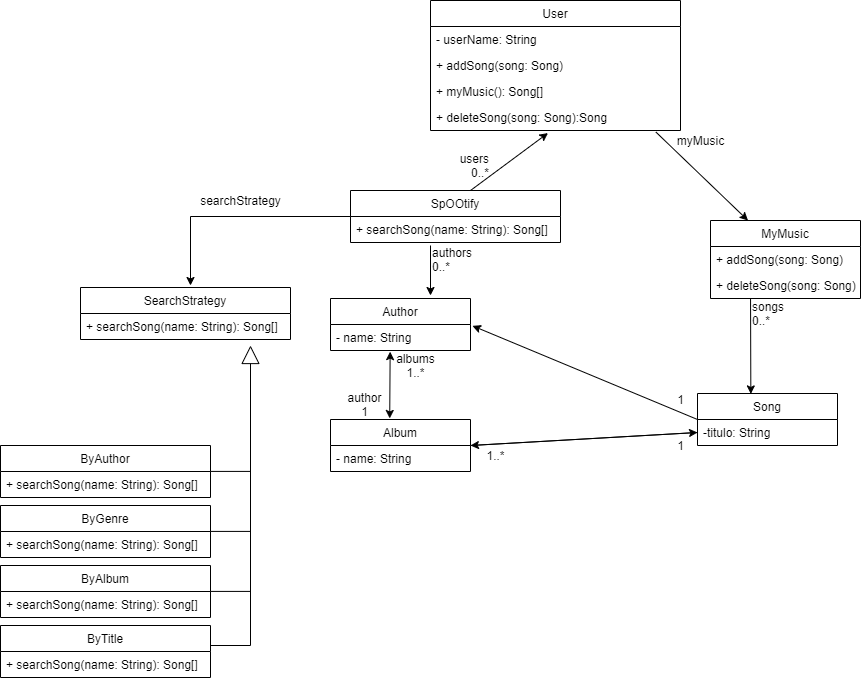 User
- userName: String
+ addSong(song: Song)
+ myMusic(): Song[]
+ deleteSong(song: Song):Song
users
0..*
myMusic
searchStrategy
SpOOtify
+ searchSong(name: String): Song[]
MyMusic
+ addSong(song: Song)
+ deleteSong(song: Song)
authors
0..*
SearchStrategy
+ searchSong(name: String): Song[]
Author
- name: String
songs
0..*
albums
1..*
author
1
1
Song
-titulo: String
Album
- name: String
1..*
1
ByAuthor
+ searchSong(name: String): Song[]
ByGenre
+ searchSong(name: String): Song[]
ByAlbum
+ searchSong(name: String): Song[]
ByTitle
+ searchSong(name: String): Song[]